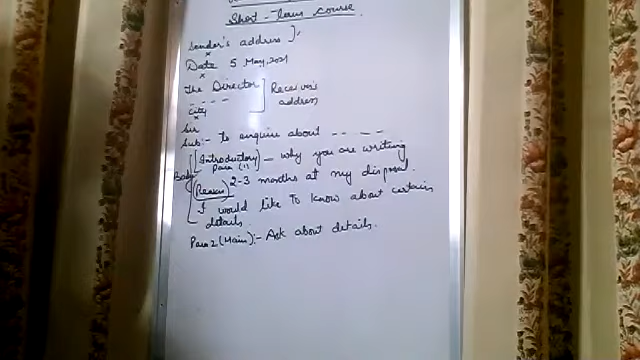 Short-Term course
Sender's address ]
x
Date 5 May, 2021
x
The Director ] Receiver's
- - - address
City
x
Sir
Sub:- To enquire about - - - -
Body [ Introductory - Why you are writing
Para (1)
Reason 2-3 months at my disposal.
I would like to know about certain
details.
Para 2 (Main):- Ask about details.